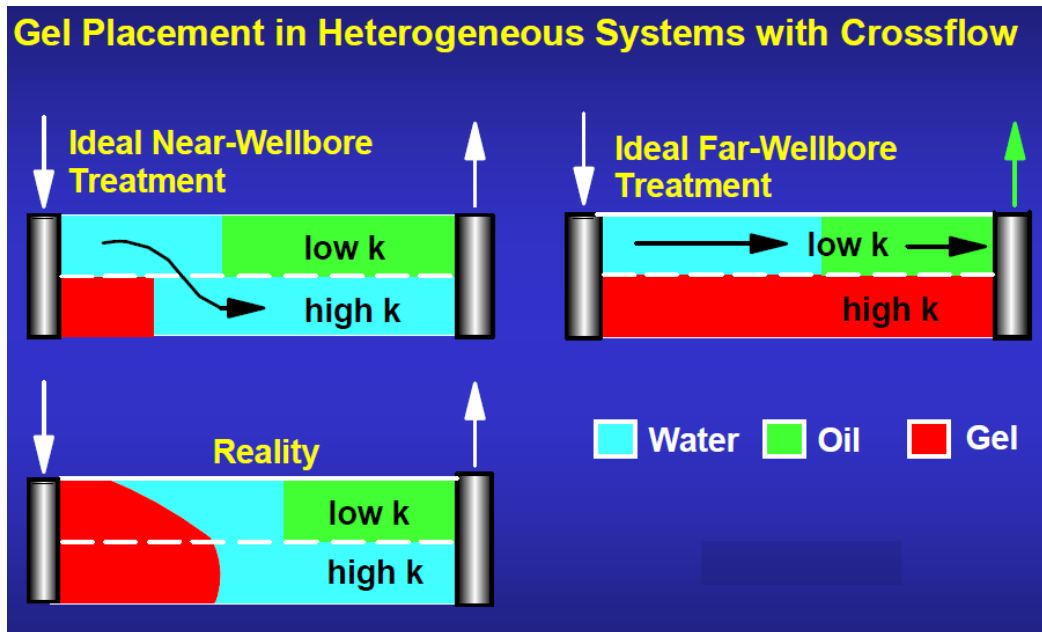 Gel Placement in Heterogeneous Systems with Crossflow
Ideal Near-Wellbore
Treatment
low k
high k
Ideal Far-Wellbore
Treatment
low k
high k
Reality
low k
high k
Water
Oil
Gel